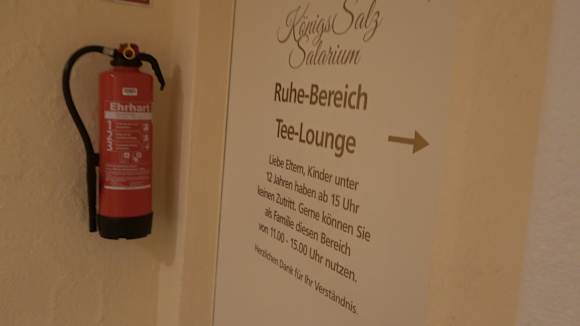 KönigsSalz
Salarium
Ruhe-Bereich
Tee-Lounge
Liebe Eltern, Kinder unter
12 Jahren haben ab 15 Uhr
keinen Zutritt. Gerne können Sie
als Familie diesen Bereich
von 11.00 - 15.00 Uhr nutzen.
Herzlichen Dank für Ihr Verständnis.
Ehrhart